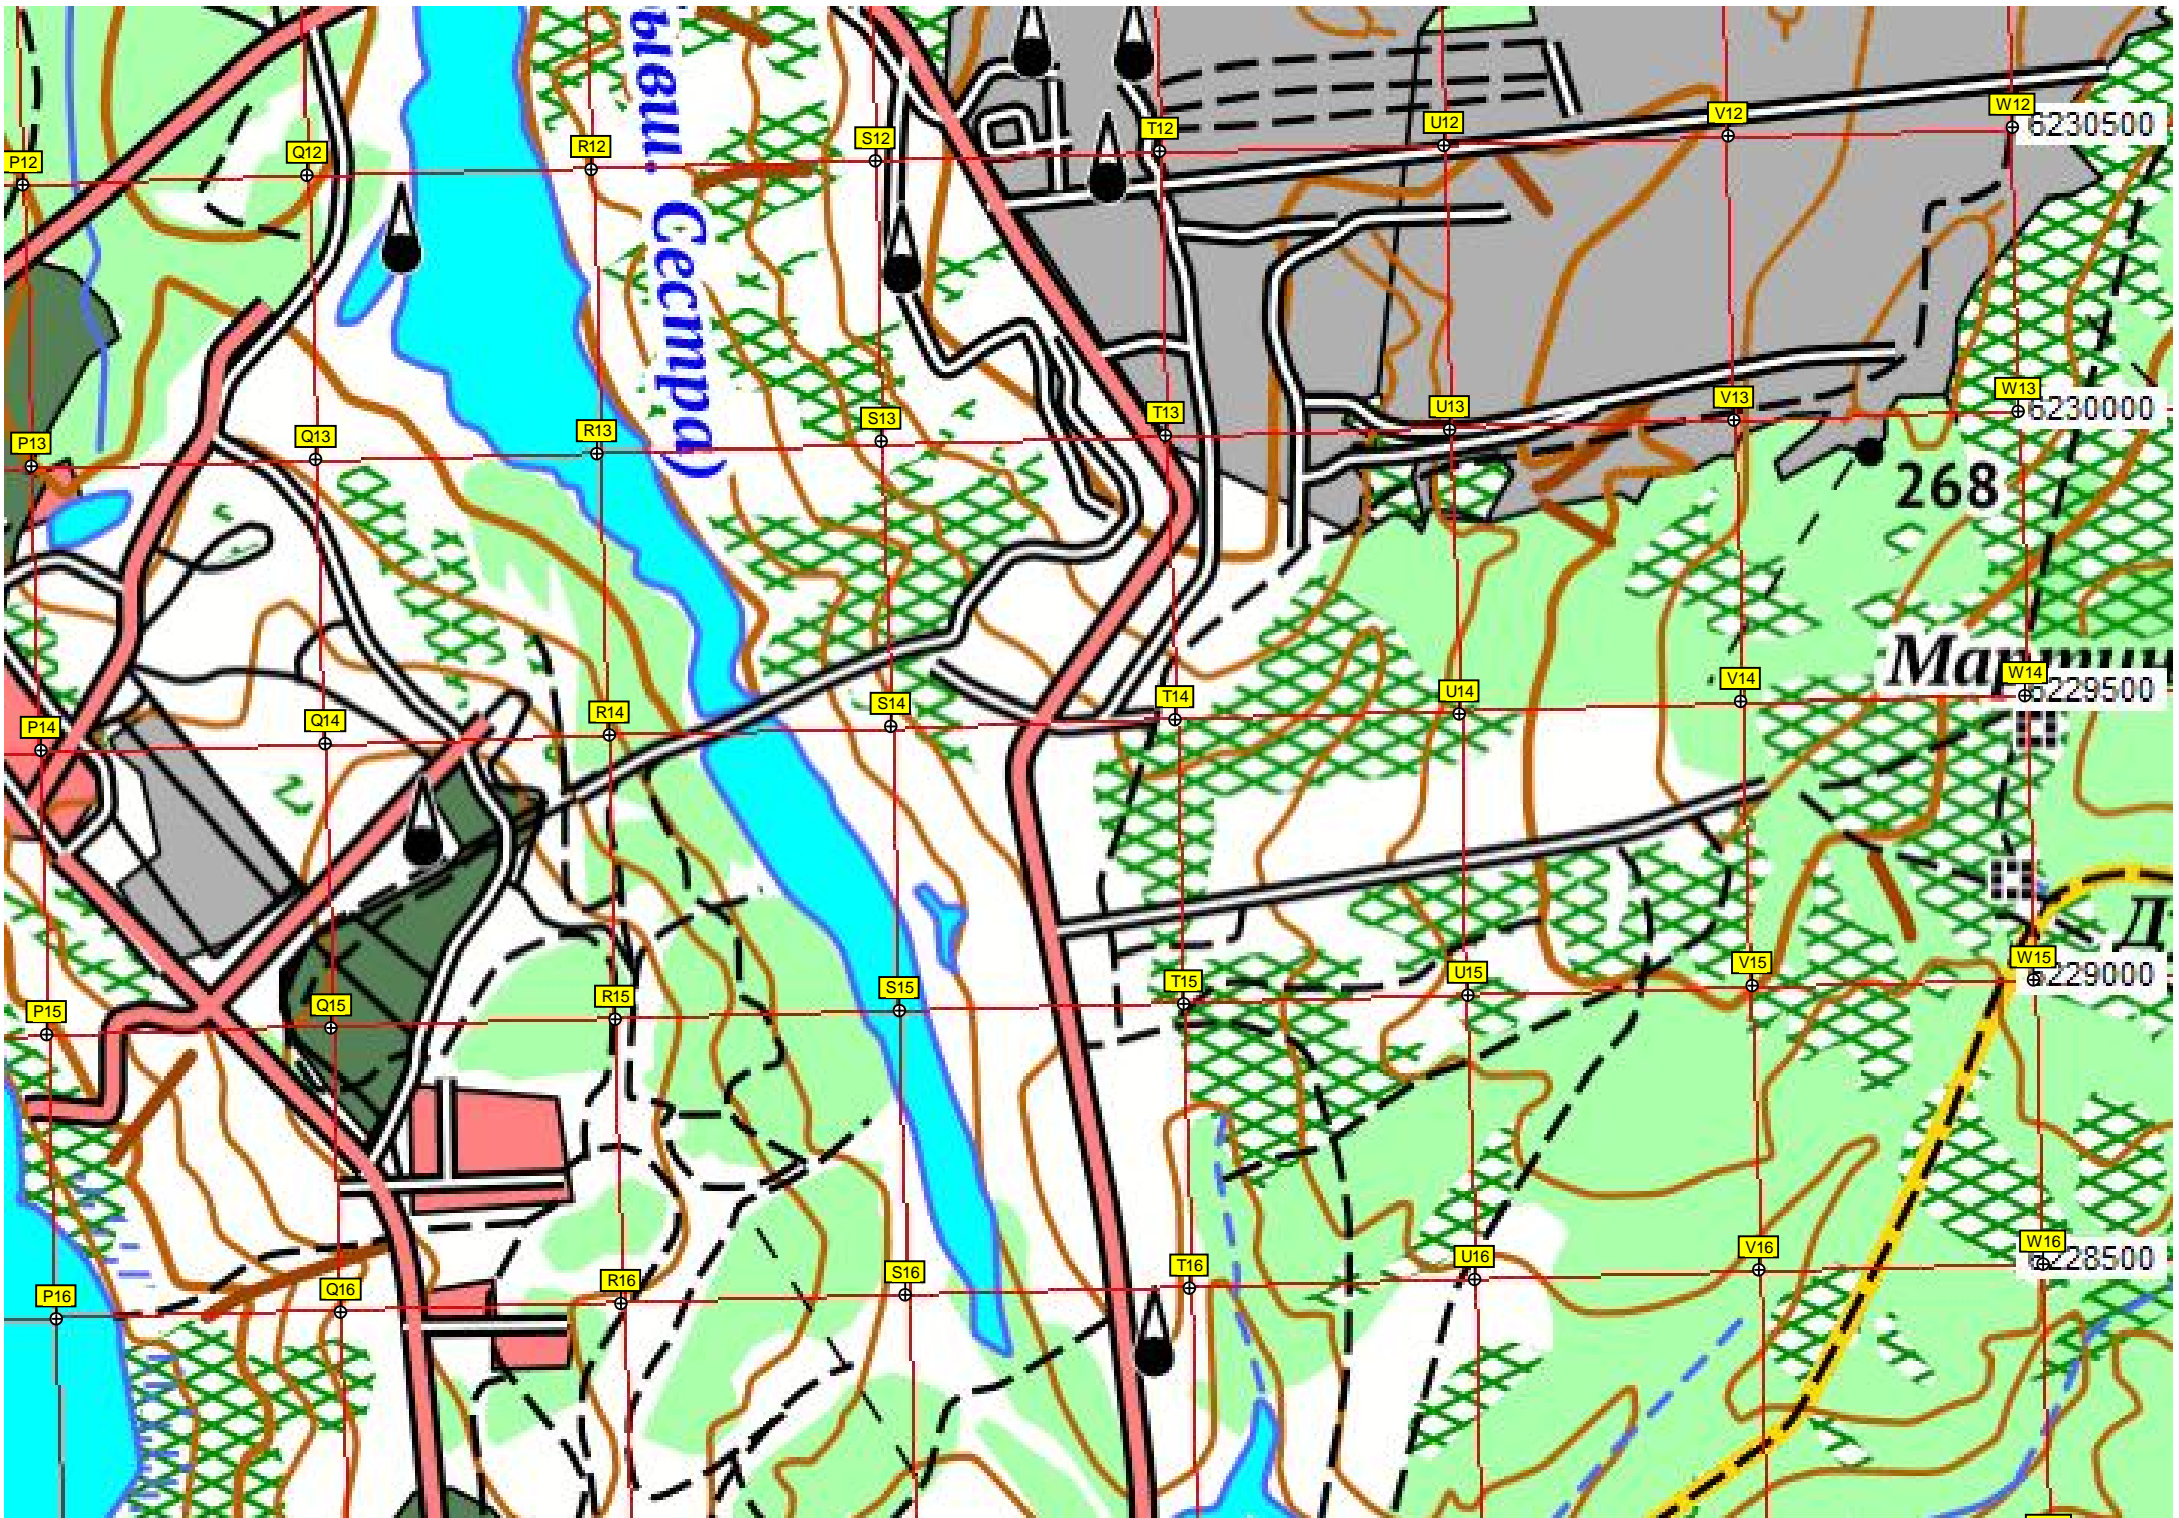 P12
Q12
R12
S12
T12
U12
V12
W12
6230500
Сестра)
P13
Q13
R13
S13
T13
U13
V13
W13
6230000
268
P14
Q14
R14
S14
T14
U14
V14
W14
6229500
P15
Q15
R15
S15
T15
U15
V15
W15
6229000
Д
P16
Q16
R16
S16
T16
U16
V16
W16
6228500